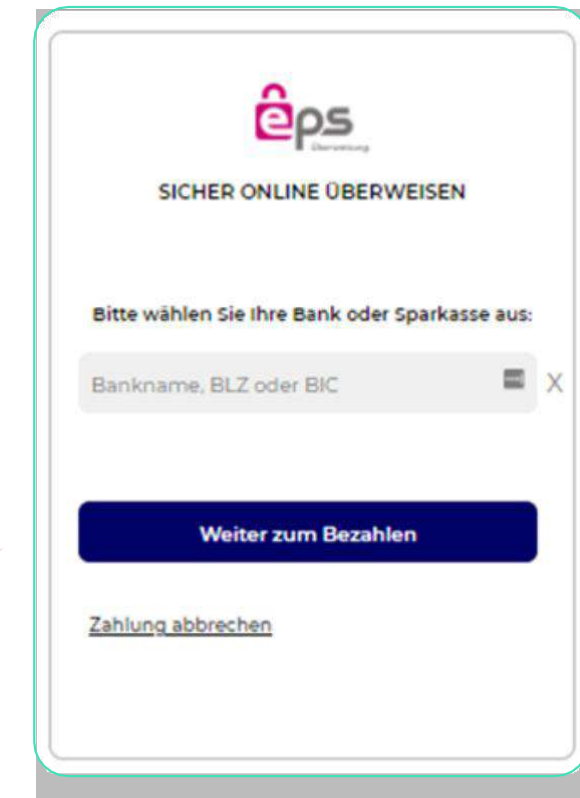 eps
Überweisung
SICHER ONLINE ÜBERWEISEN
Bitte wählen Sie Ihre Bank oder Sparkasse aus:
Bankname, BLZ oder BIC
X
Weiter zum Bezahlen
Zahlung abbrechen